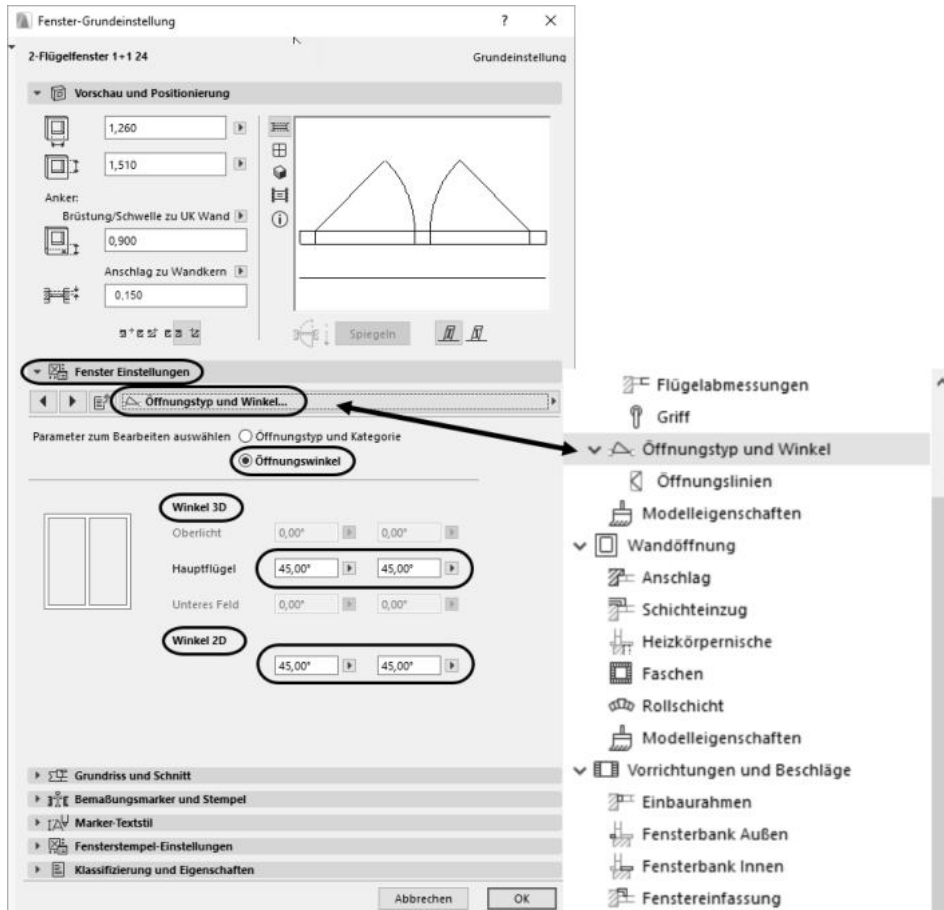 Fenster-Grundeinstellung ? ×
2-Flügelfenster 1+1 24 Grundeinstellung
Vorschau und Positionierung
1,260
1,510
Anker:
Brüstung/Schwelle zu UK Wand
0,900
Anschlag zu Wandkern
0,150
Spiegeln
Fenster Einstellungen
Öffnungstyp und Winkel...
Parameter zum Bearbeiten auswählen Öffnungstyp und Kategorie
Öffnungswinkel
Winkel 3D
Oberlicht 0,00° 0,00°
Hauptflügel 45,00° 45,00°
Unteres Feld 0,00° 0,00°
Winkel 2D
45,00° 45,00°
Grundriss und Schnitt
Bemaßungsmarker und Stempel
Marker-Textstil
Fensterstempel-Einstellungen
Klassifizierung und Eigenschaften
Abbrechen OK
Flügelabmessungen
Griff
Öffnungstyp und Winkel
Öffnungslinien
Modelleigenschaften
Wandöffnung
Anschlag
Schichteinzug
Heizkörpernische
Faschen
Rollschicht
Modelleigenschaften
Vorrichtungen und Beschläge
Einbaurahmen
Fensterbank Außen
Fensterbank Innen
Fenstereinfassung